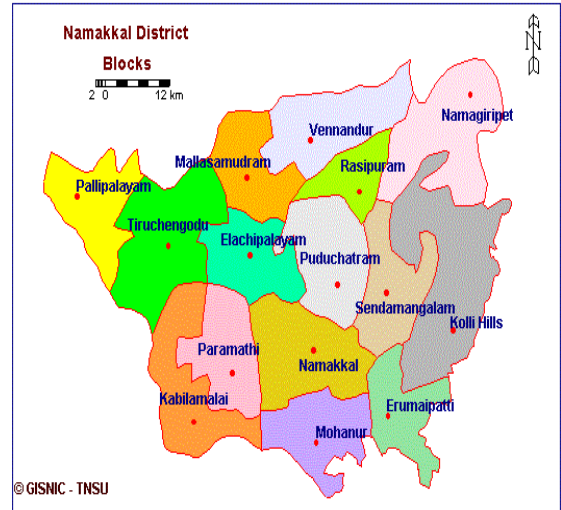 Namakkal District
Blocks
2 0 12 km
N
Namagiripet
Vennandur
Mallasamudram
Rasipuram
Pallipalayam
Tiruchengodu
Elachipalayam
Puduchatram
Sendamangalam
Kolli Hills
Paramathi
Namakkal
Kabilamalai
Erumaipatti
Mohanur
© GISNIC - TNSU